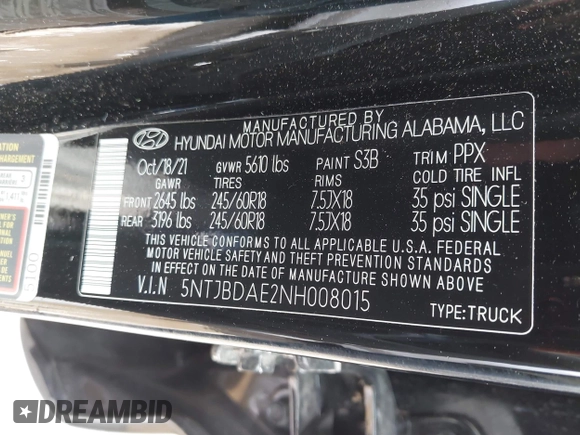 MANUFACTURED BY
HYUNDAI MOTOR MANUFACTURING ALABAMA, LLC
Oct/18/21 GVWR 5610 lbs PAINT S3B TRIM PPX
GAWR TIRES RIMS COLD TIRE INFL
FRONT 2645 lbs 245/60R18 7.5JX18 35 psi SINGLE
REAR 3196 lbs 245/60R18 7.5JX18 35 psi SINGLE
THIS VEHICLE CONFORMS TO ALL APPLICABLE U.S.A. FEDERAL
MOTOR VEHICLE SAFETY AND THEFT PREVENTION STANDARDS
IN EFFECT ON THE DATE OF MANUFACTURE SHOWN ABOVE
V.I.N 5NTJBDAE2NH008015
TYPE:TRUCK
DREAMBID